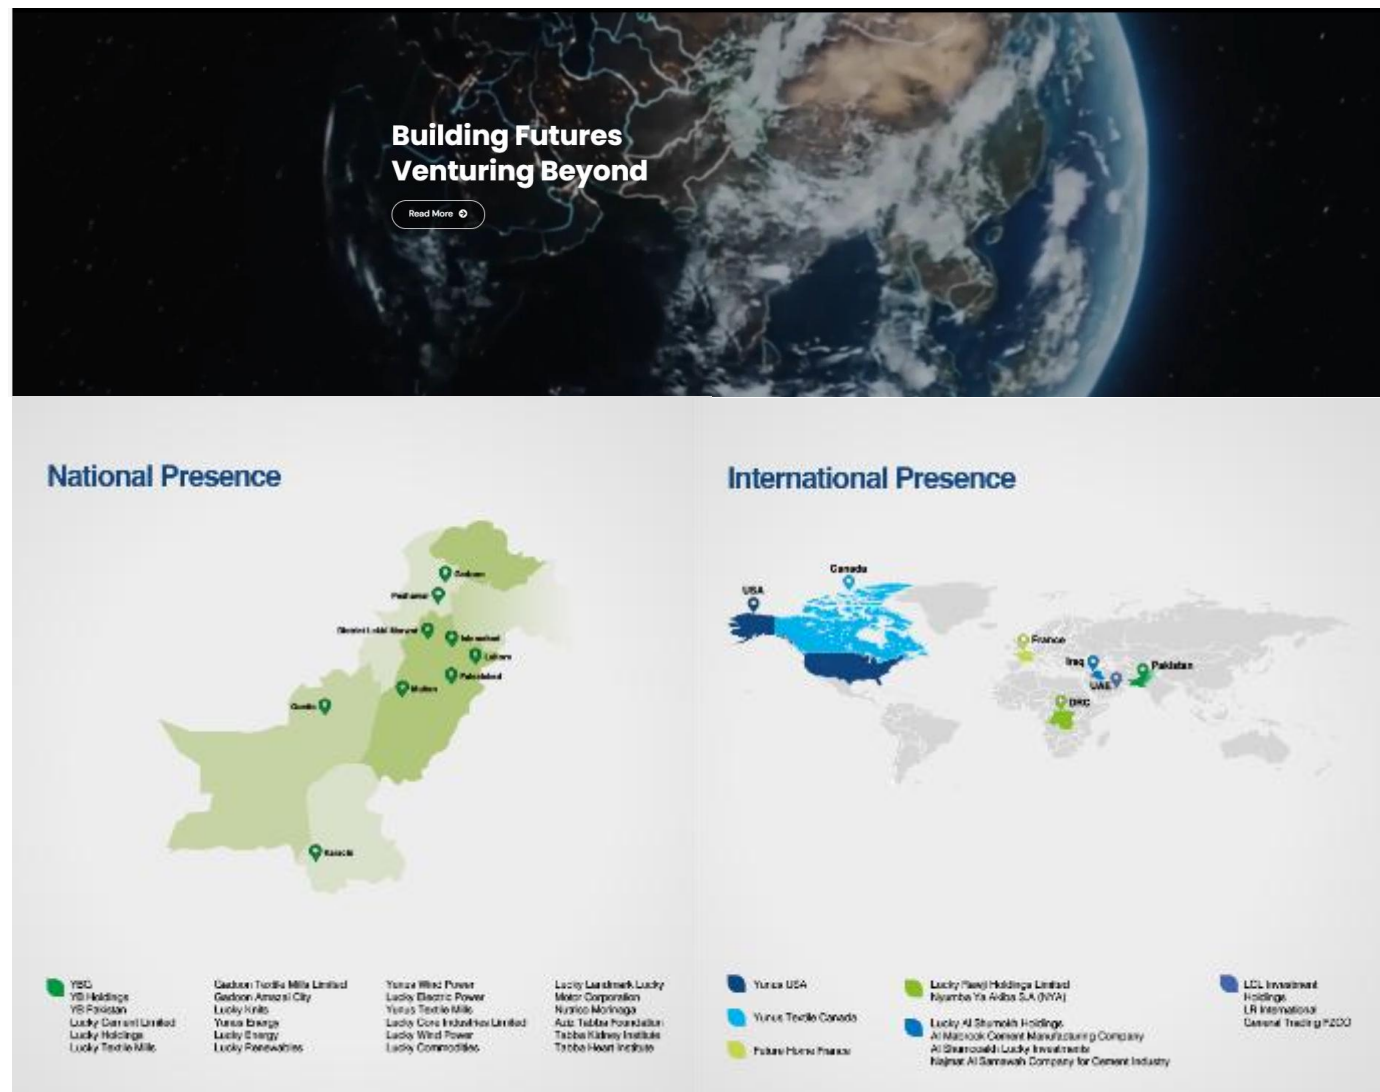 Building Futures
Venturing Beyond
Read More
National Presence
Gadoon
Peshawar
District Lakki Marwat
Islamabad
Lahore
Faisalabad
Multan
Quetta
Karachi
YBG
YB Holdings
YB Pakistan
Lucky Cement Limited
Lucky Holdings
Lucky Textile Mills
Gadoon Textile Mills Limited
Gadoon Amazai City
Lucky Knits
Yunus Energy
Lucky Energy
Lucky Renewables
Yunus Wind Power
Lucky Electric Power
Yunus Textile Mills
Lucky Core Industries Limited
Lucky Wind Power
Lucky Commodities
Lucky Landmark Lucky
Motor Corporation
Nutrico Morinaga
Aziz Tabba Foundation
Tabba Kidney Institute
Tabba Heart Institute
International Presence
Canada
USA
France
Iraq
Pakistan
UAE
DRC
Yunus USA
Yunus Textile Canada
Future Home France
Lucky Rawji Holdings Limited
Nyumba Ya Akiba S.A (NYA)
Lucky Al Shumookh Holdings
Al Mabrook Cement Manufacturing Company
Al Shumookh Lucky Investments
Najmat Al Samawah Company for Cement Industry
LCL Investment
Holdings
LR International
General Trading FZCO